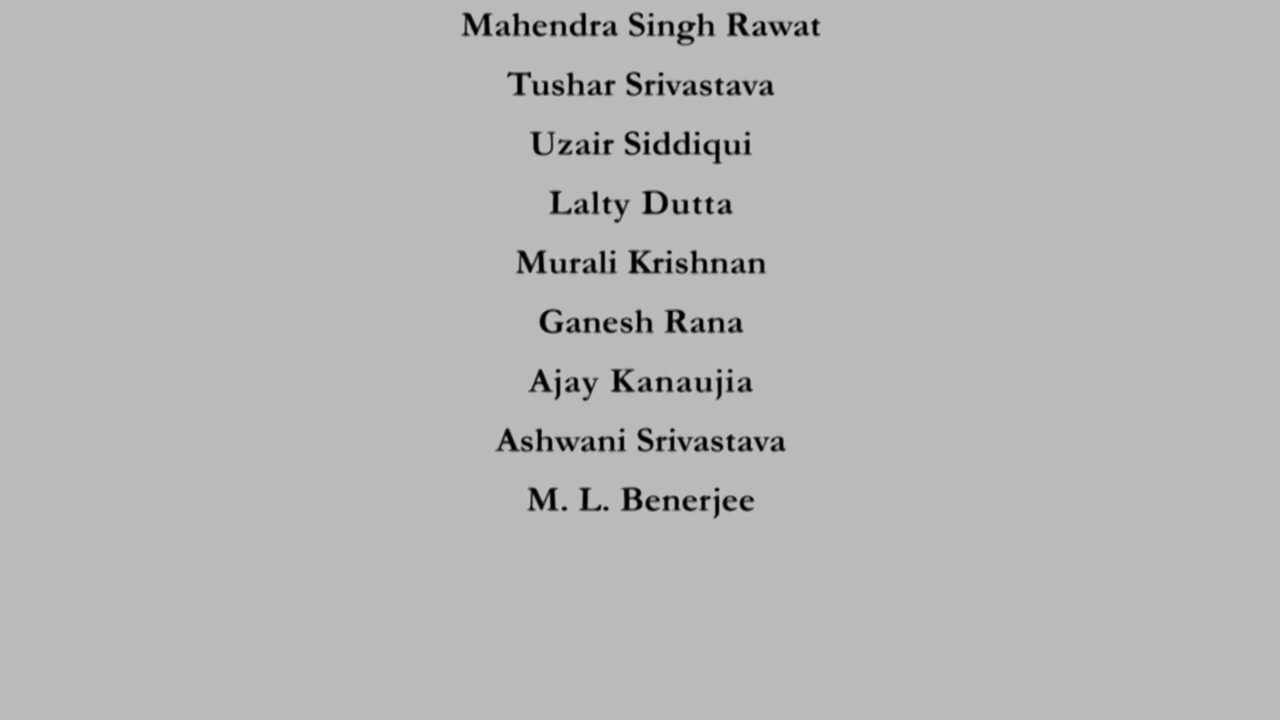 Mahendra Singh Rawat
Tushar Srivastava
Uzair Siddiqui
Lalty Dutta
Murali Krishnan
Ganesh Rana
Ajay Kanaujia
Ashwani Srivastava
M. L. Benerjee